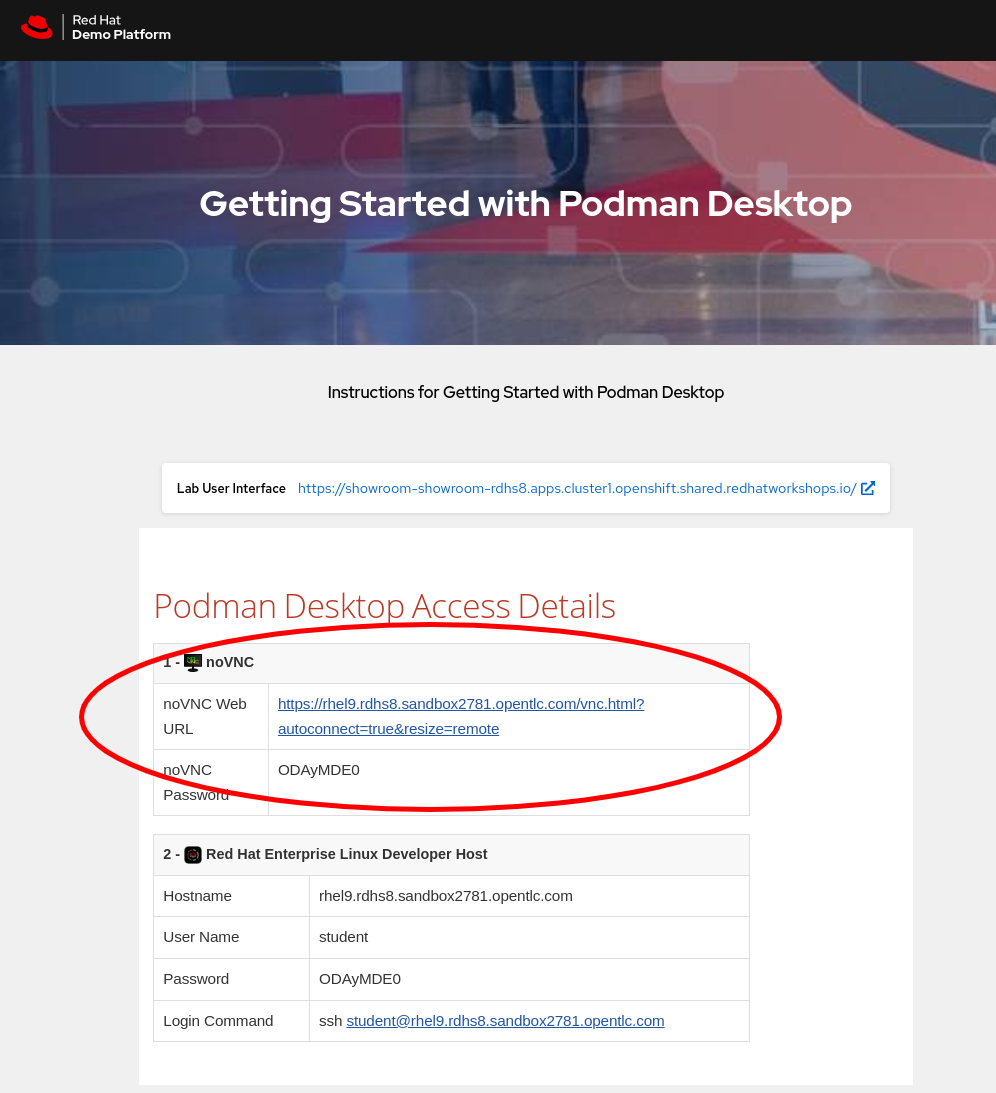 Red Hat
Demo Platform
Getting Started with Podman Desktop
Instructions for Getting Started with Podman Desktop
Lab User Interface https://showroom-showroom-rdhs8.apps.cluster1.openshift.shared.redhatworkshops.io/
Podman Desktop Access Details
1 - noVNC
noVNC Web URL
https://rhel9.rdhs8.sandbox2781.opentlc.com/vnc.html?
autoconnect=true&resize=remote
noVNC Password
ODAyMDE0
2 - Red Hat Enterprise Linux Developer Host
Hostname rhel9.rdhs8.sandbox2781.opentlc.com
User Name student
Password ODAyMDE0
Login Command ssh student@rhel9.rdhs8.sandbox2781.opentlc.com